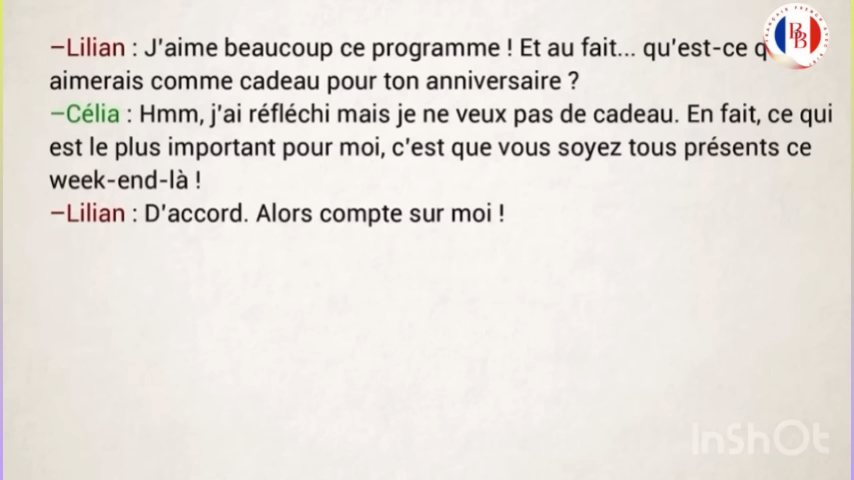 –Lilian : J'aime beaucoup ce programme ! Et au fait... qu'est-ce q
aimerais comme cadeau pour ton anniversaire ?
–Célia : Hmm, j'ai réfléchi mais je ne veux pas de cadeau. En fait, ce qui
est le plus important pour moi, c'est que vous soyez tous présents ce
week-end-là !
–Lilian : D'accord. Alors compte sur moi !
InShOt